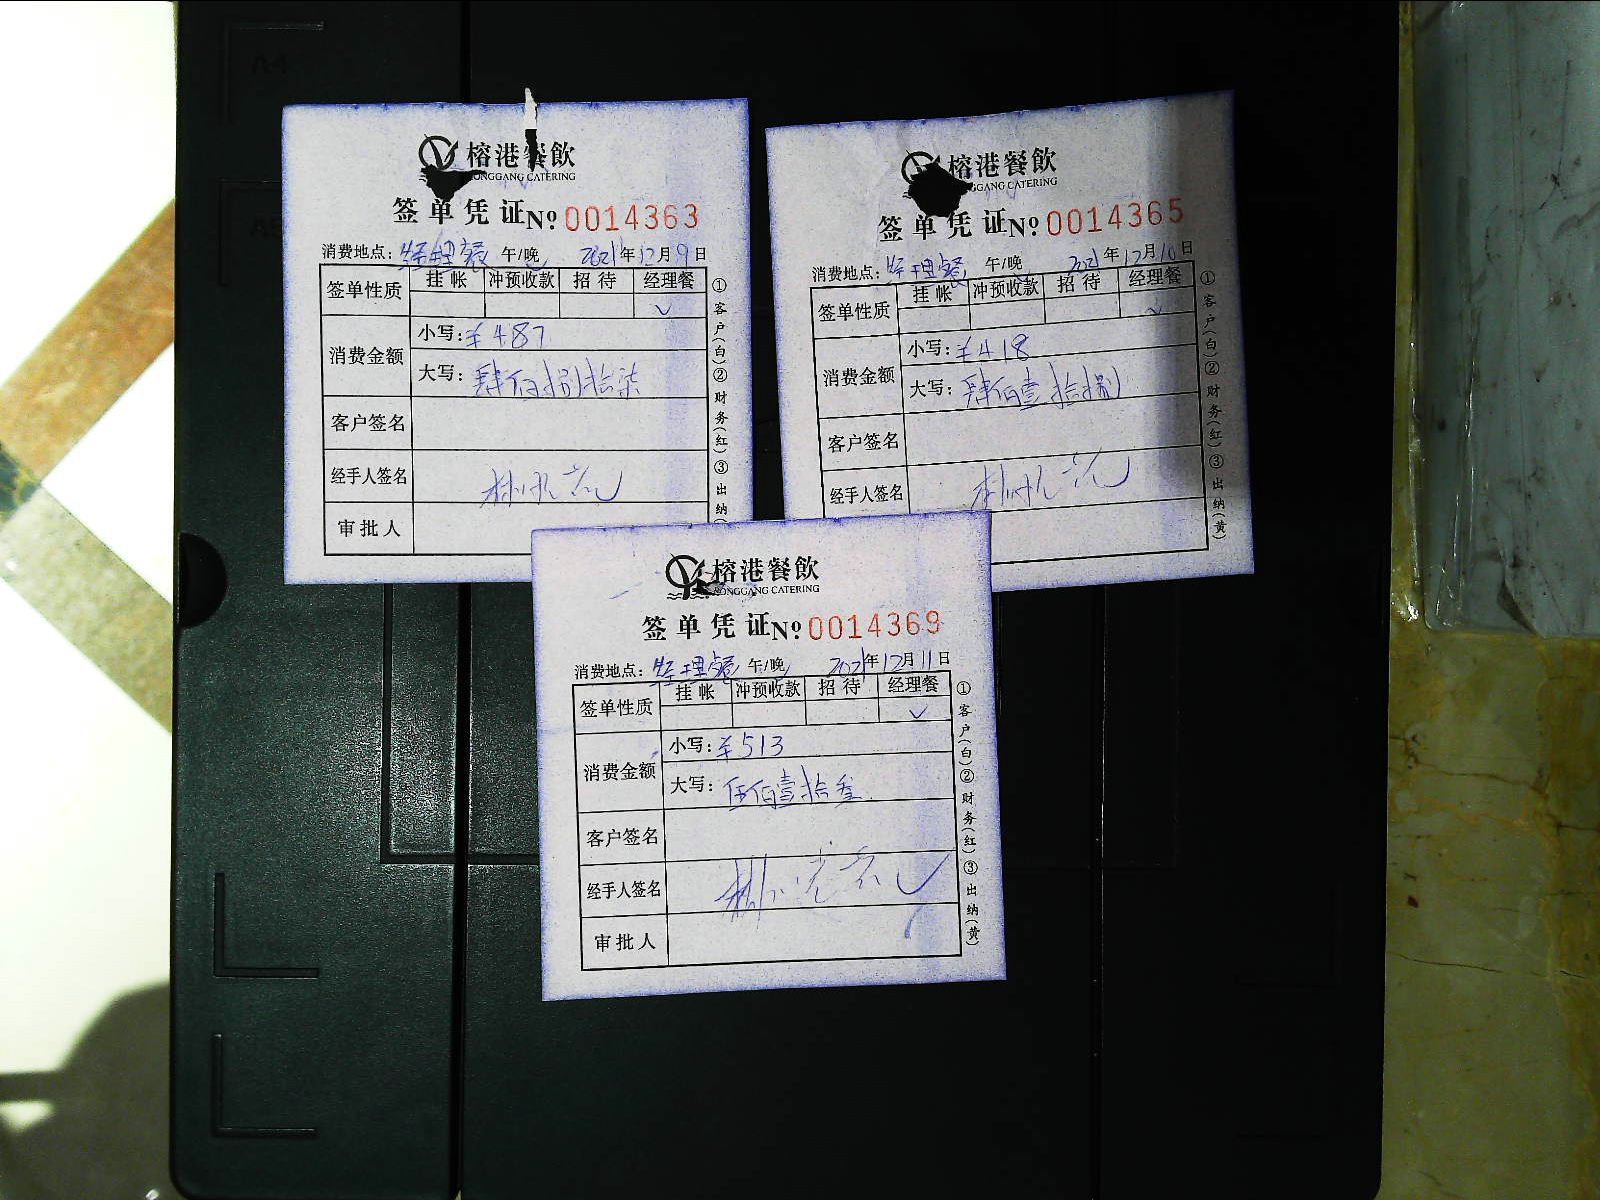 榕港餐飲
RONGGANG CATERING
签单凭证 № 0014363
消费地点：经理餐 午/晚 2021年12月9日
签单性质 挂帐 冲预收款 招待 经理餐
✓
消费金额
小写：¥487
大写：肆佰捌拾柒
客户签名
经手人签名
审批人
①客户(白)②财务(红)③出纳(
榕港餐飲
GGANG CATERING
签单凭证 № 0014365
消费地点：经理餐 午/晚 2021年12月10日
签单性质 挂帐 冲预收款 招待 经理餐
✓
消费金额
小写：¥418
大写：肆佰壹拾捌
客户签名
经手人签名
①客户(白)②财务(红)③出纳(黄)
榕港餐飲
RONGGANG CATERING
签单凭证 № 0014369
消费地点：经理餐 午/晚 2021年12月11日
签单性质 挂帐 冲预收款 招待 经理餐
✓
消费金额
小写：¥513
大写：伍佰壹拾叁
客户签名
经手人签名
审批人
①客户(白)②财务(红)③出纳(黄)
A4